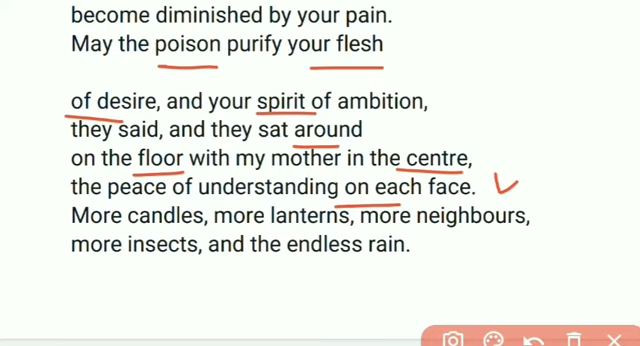 become diminished by your pain.
May the poison purify your flesh
of desire, and your spirit of ambition,
they said, and they sat around
on the floor with my mother in the centre,
the peace of understanding on each face.
More candles, more lanterns, more neighbours,
more insects, and the endless rain.